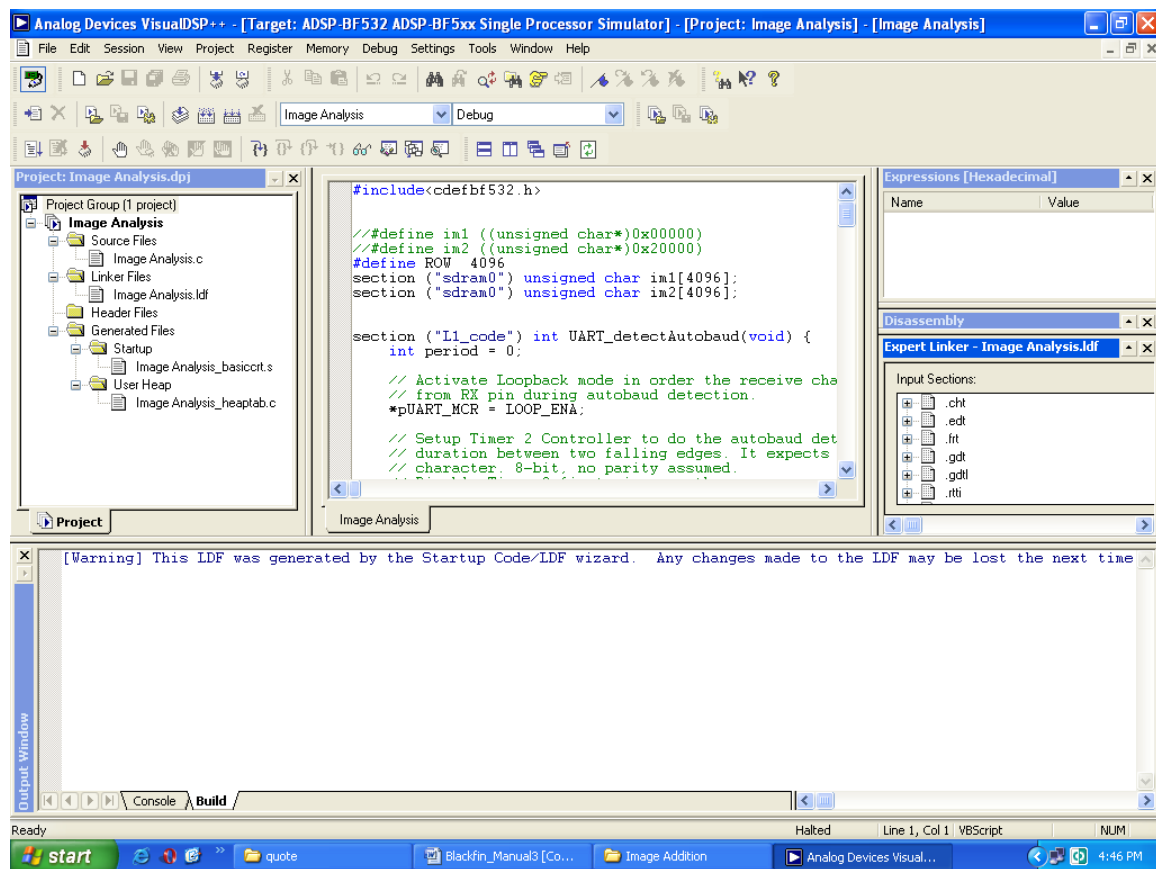 Analog Devices VisualDSP++ - [Target: ADSP-BF532 ADSP-BF5xx Single Processor Simulator] - [Project: Image Analysis] - [Image Analysis]
File Edit Session View Project Register Memory Debug Settings Tools Window Help
Image Analysis
Debug
Project: Image Analysis.dpj
Project Group (1 project)
Image Analysis
Source Files
Image Analysis.c
Linker Files
Image Analysis.ldf
Header Files
Generated Files
Startup
Image Analysis_basiccrt.s
User Heap
Image Analysis_heaptab.c
Project
#include<cdefbf532.h>
//#define im1 ((unsigned char*)0x00000)
//#define im2 ((unsigned char*)0x20000)
#define ROW 4096
section ("sdram0") unsigned char im1[4096];
section ("sdram0") unsigned char im2[4096];
section ("L1_code") int UART_detectAutobaud(void) {
int period = 0;
// Activate Loopback mode in order the receive cha
// from RX pin during autobaud detection.
*pUART_MCR = LOOP_ENA;
// Setup Timer 2 Controller to do the autobaud det
// duration between two falling edges. It expects
// character. 8-bit, no parity assumed.
Image Analysis
Expressions [Hexadecimal]
Name Value
Disassembly
Expert Linker - Image Analysis.ldf
Input Sections:
.cht
.edt
.frt
.gdt
.gdtl
.rtti
[Warning] This LDF was generated by the Startup Code/LDF wizard. Any changes made to the LDF may be lost the next time
Output Window
Console
Build
Ready
Halted
Line 1, Col 1
VBScript
NUM
start
quote
Blackfin_Manual3 [Co...
Image Addition
Analog Devices Visual...
4:46 PM